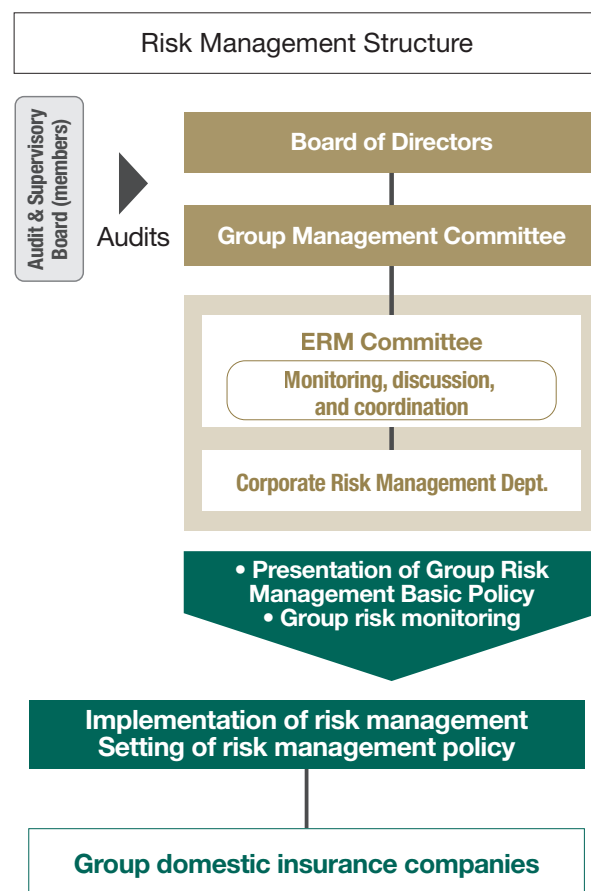 Risk Management Structure
Audit & Supervisory
Board (members)
Audits
Board of Directors
Group Management Committee
ERM Committee
Monitoring, discussion,
and coordination
Corporate Risk Management Dept.
• Presentation of Group Risk
Management Basic Policy
• Group risk monitoring
Implementation of risk management
Setting of risk management policy
Group domestic insurance companies